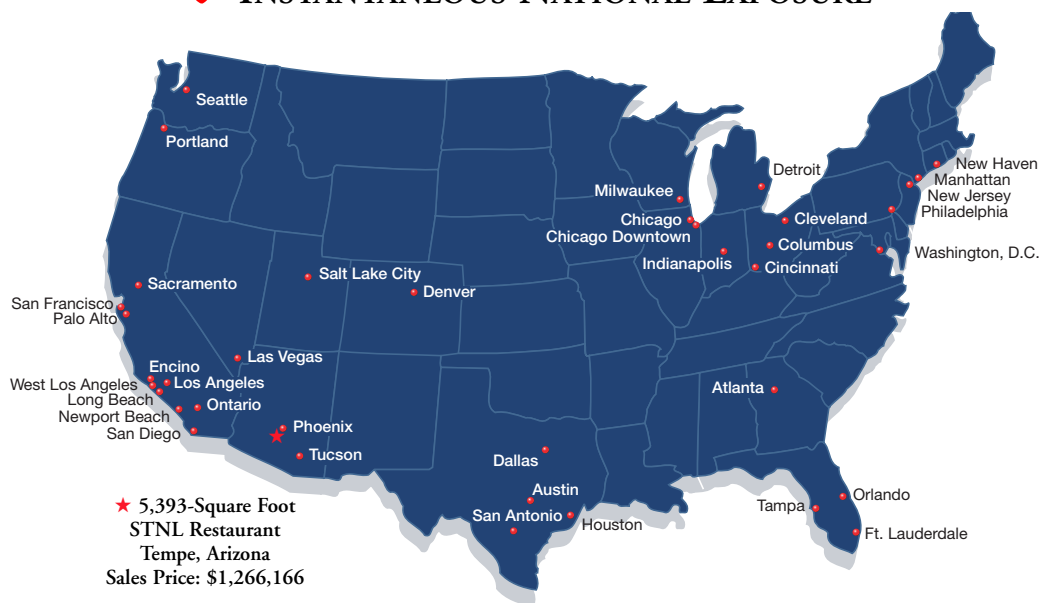 INSTANTANEOUS NATIONAL EXPOSURE
Seattle
Portland
Sacramento
San Francisco
Palo Alto
Salt Lake City
Denver
Las Vegas
Encino
West Los Angeles
Los Angeles
Long Beach
Ontario
Newport Beach
San Diego
Phoenix
Tucson
Milwaukee
Chicago
Chicago Downtown
Indianapolis
Detroit
Cleveland
Columbus
Cincinnati
New Haven
Manhattan
New Jersey
Philadelphia
Washington, D.C.
Atlanta
Dallas
Austin
San Antonio
Houston
Tampa
Orlando
Ft. Lauderdale
5,393-Square Foot
STNL Restaurant
Tempe, Arizona
Sales Price: $1,266,166